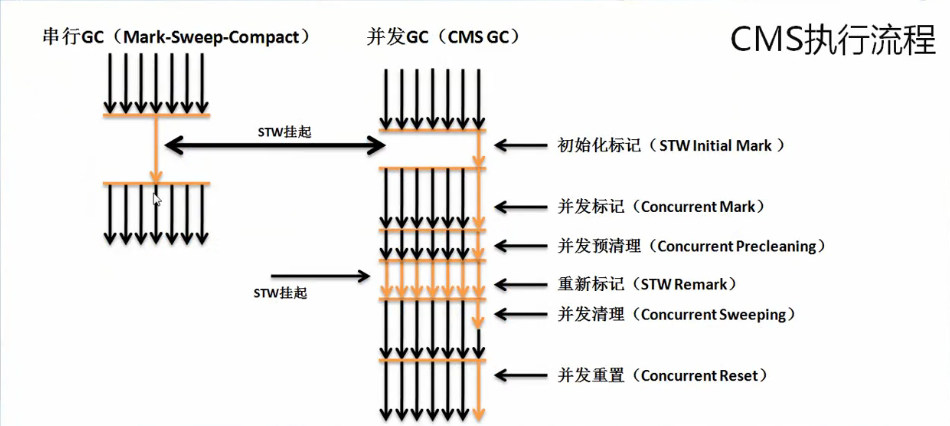 串行GC（Mark-Sweep-Compact）
并发GC（CMS GC）
CMS执行流程
STW挂起
初始化标记（STW Initial Mark ）
并发标记（Concurrent Mark）
并发预清理（Concurrent Precleaning）
重新标记（STW Remark）
STW挂起
并发清理（Concurrent Sweeping）
并发重置（Concurrent Reset）